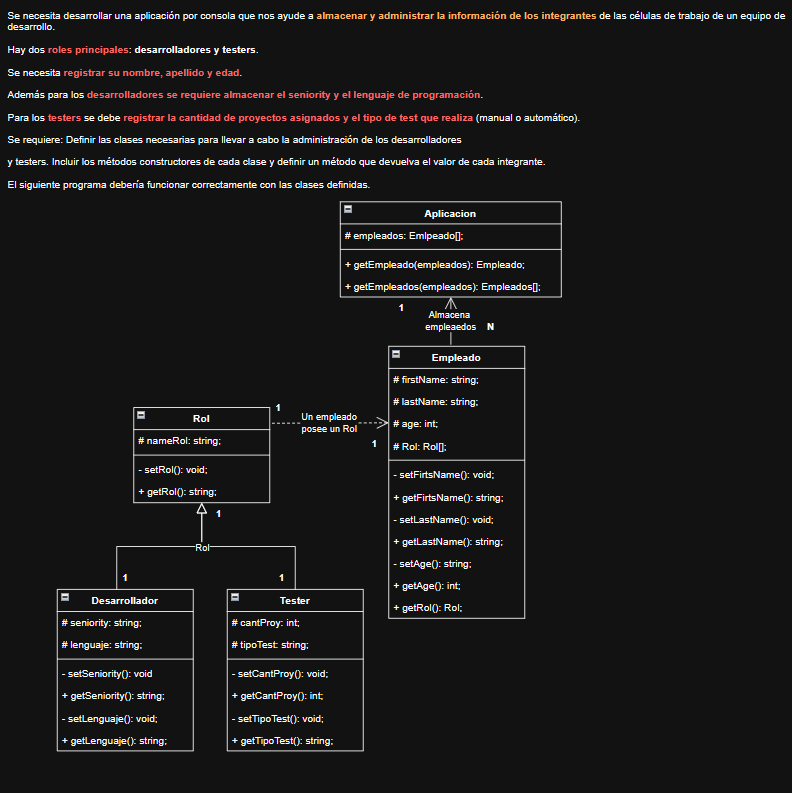 Se necesita desarrollar una aplicación por consola que nos ayude a almacenar y administrar la información de los integrantes de las células de trabajo de un equipo de
desarrollo.
Hay dos roles principales: desarrolladores y testers.
Se necesita registrar su nombre, apellido y edad.
Además para los desarrolladores se requiere almacenar el seniority y el lenguaje de programación.
Para los testers se debe registrar la cantidad de proyectos asignados y el tipo de test que realiza (manual o automático).
Se requiere: Definir las clases necesarias para llevar a cabo la administración de los desarrolladores
y testers. Incluir los métodos constructores de cada clase y definir un método que devuelva el valor de cada integrante.
El siguiente programa debería funcionar correctamente con las clases definidas.
Aplicacion
# empleados: Emlpeado[];
+ getEmpleado(empleados): Empleado;
+ getEmpleados(empleados): Empleados[];
1
Almacena
empleaedos
N
Empleado
# firstName: string;
# lastName: string;
# age: int;
# Rol: Rol[];
- setFirtsName(): void;
+ getFirtsName(): string;
- setLastName(): void;
+ getLastName(): string;
- setAge(): string;
+ getAge(): int;
+ getRol(): Rol;
1
Un empleado
posee un Rol
1
Rol
# nameRol: string;
- setRol(): void;
+ getRol(): string;
1
Rol
1
1
Desarrollador
# seniority: string;
# lenguaje: string;
- setSeniority(): void
+ getSeniority(): string;
- setLenguaje(): void;
+ getLenguaje(): string;
Tester
# cantProy: int;
# tipoTest: string;
- setCantProy(): void;
+ getCantProy(): int;
- setTipoTest(): void;
+ getTipoTest(): string;